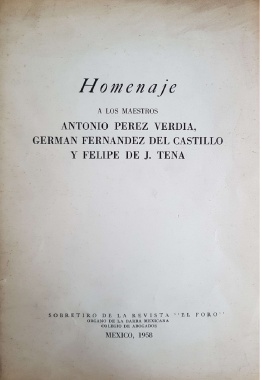 Homenaje
A LOS MAESTROS
ANTONIO PEREZ VERDIA,
GERMAN FERNANDEZ DEL CASTILLO
Y FELIPE DE J. TENA
SOBRETIRO DE LA REVISTA "EL FORO"
ORGANO DE LA BARRA MEXICANA
COLEGIO DE ABOGADOS
MEXICO, 1958